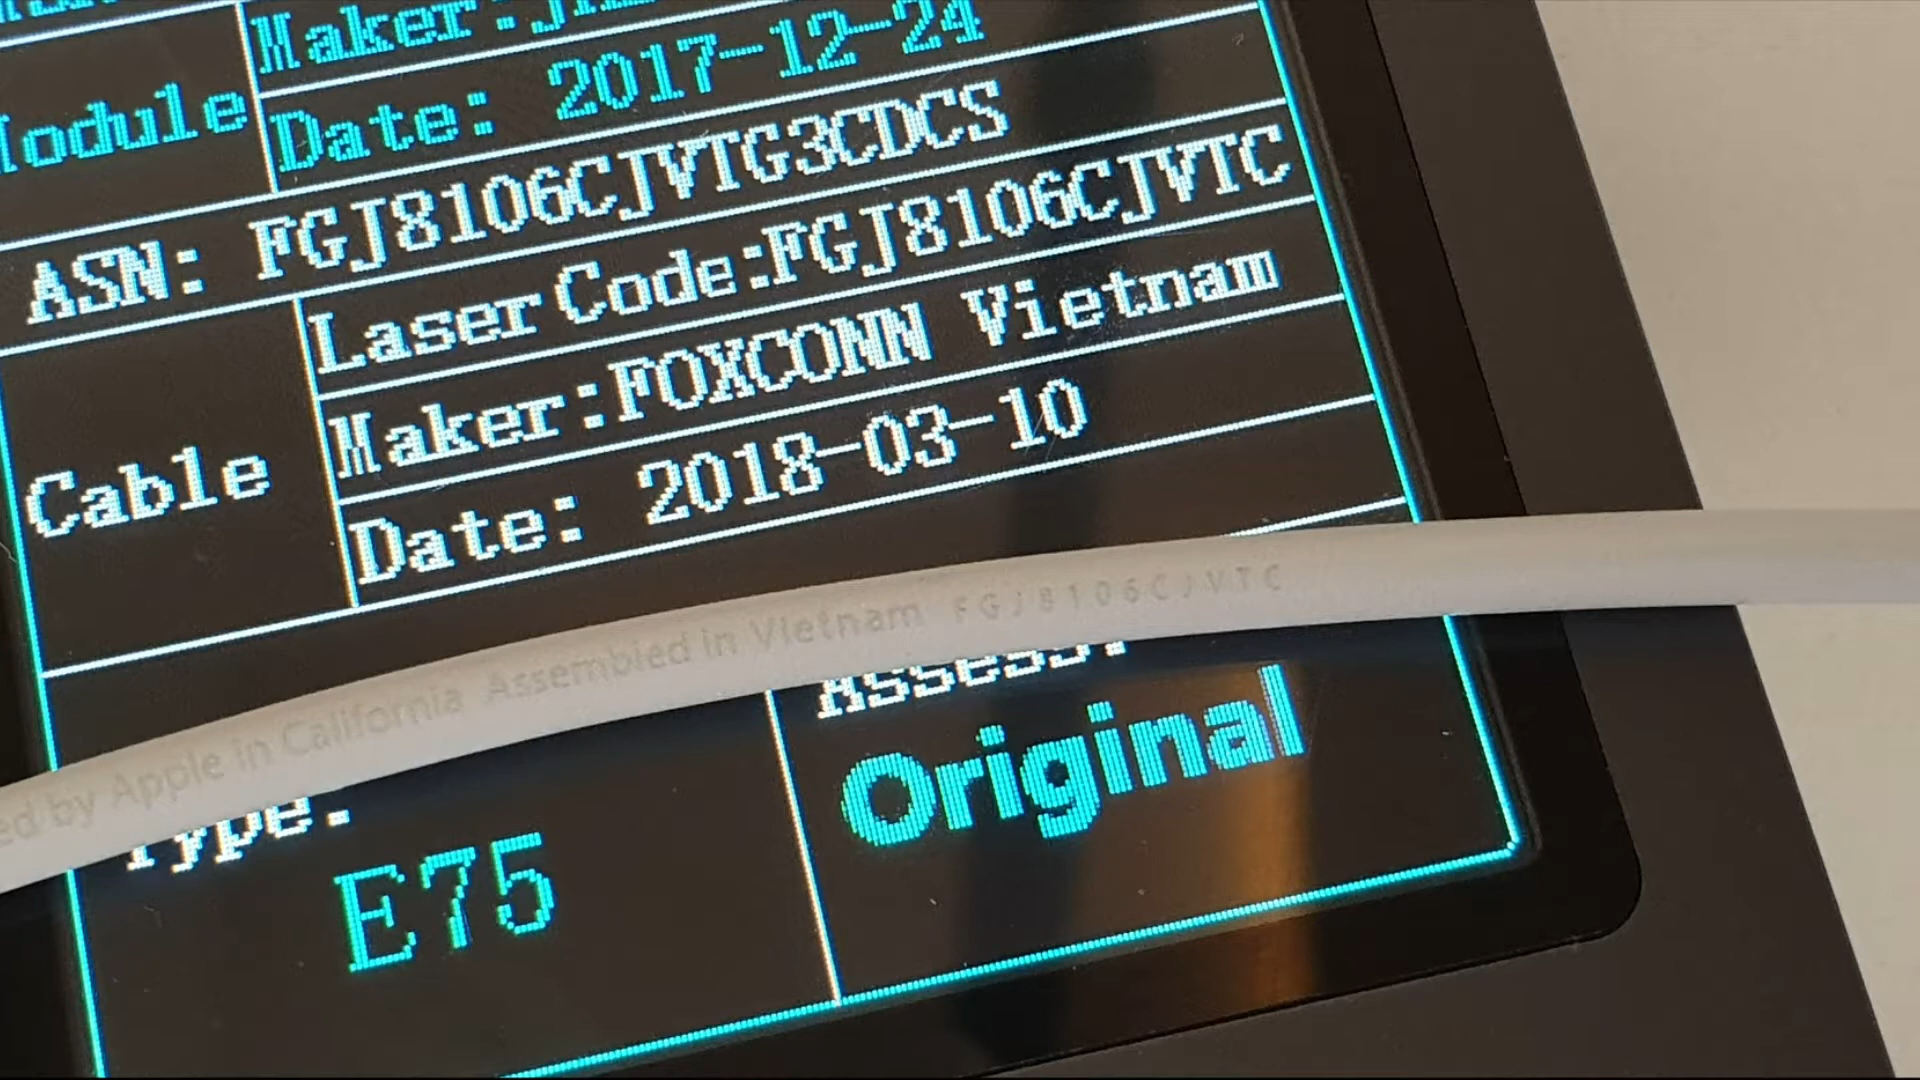 Maker:
Module
Date: 2017-12-24
ASN: FGJ8106CJVTG3CDCS
Cable
Laser Code:FGJ8106CJVTC
Maker:FOXCONN Vietnam
Date: 2018-03-10
by Apple in California Assembled in Vietnam FGJ8106CJVTC
Type:
E75
Assess:
Original